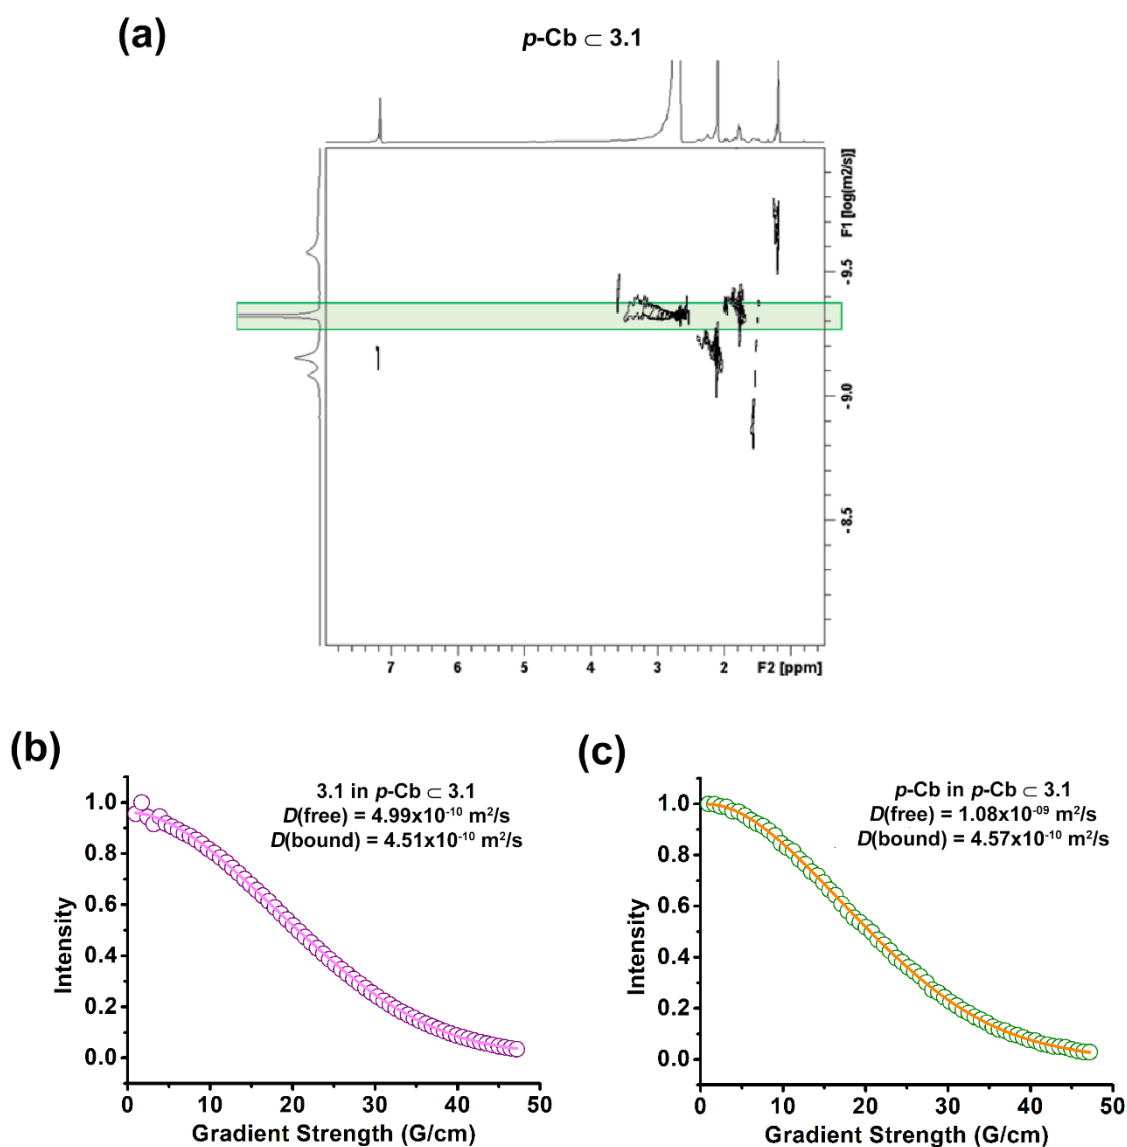 (a)
p-Cb ⊂ 3.1
F1 [log(m2/s)]
-9.5
-9.0
-8.5
7 6 5 4 3 2 F2 [ppm]
(b)
3.1 in p-Cb ⊂ 3.1
D(free) = 4.99x10⁻¹⁰ m²/s
D(bound) = 4.51x10⁻¹⁰ m²/s
1.0
0.8
0.6
0.4
0.2
0.0
Intensity
0 10 20 30 40 50
Gradient Strength (G/cm)
(c)
p-Cb in p-Cb ⊂ 3.1
D(free) = 1.08x10⁻⁰⁹ m²/s
D(bound) = 4.57x10⁻¹⁰ m²/s
1.0
0.8
0.6
0.4
0.2
0.0
Intensity
0 10 20 30 40 50
Gradient Strength (G/cm)